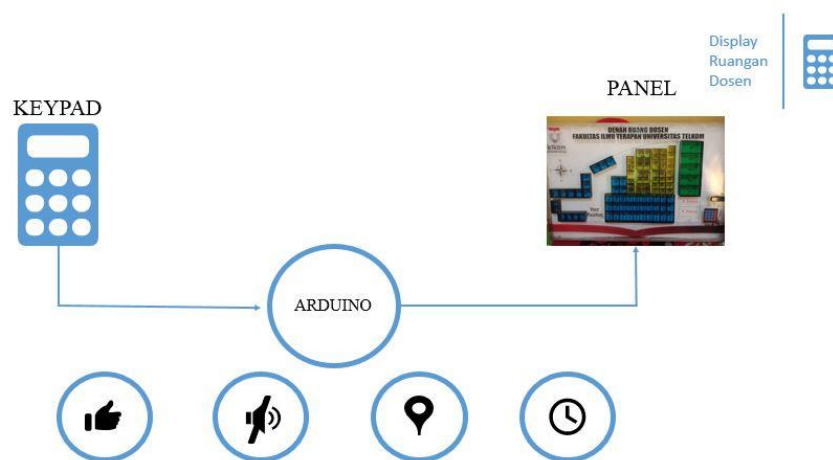 Display
Ruangan
Dosen
PANEL
KEYPAD
DENAH RUANG DOSEN
FAKULTAS ILMU TERAPAN UNIVERSITAS TELKOM
ARDUINO